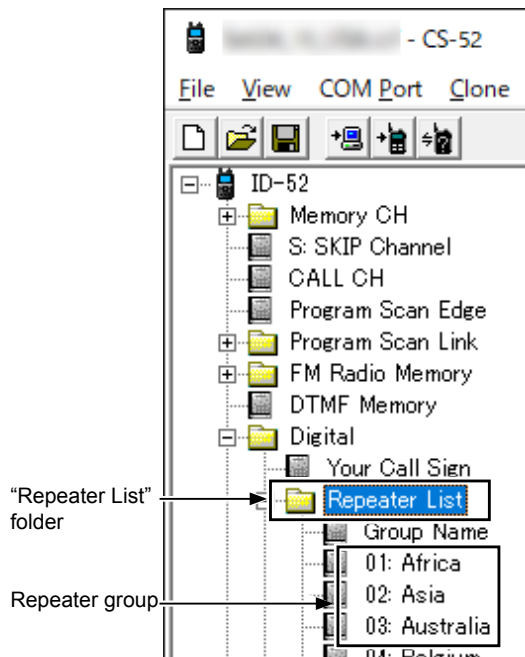 - CS-52
File View COM Port Clone
ID-52
Memory CH
S: SKIP Channel
CALL CH
Program Scan Edge
Program Scan Link
FM Radio Memory
DTMF Memory
Digital
Your Call Sign
"Repeater List"
folder
Repeater List
Group Name
01: Africa
02: Asia
Repeater group
03: Australia
04: Belgium